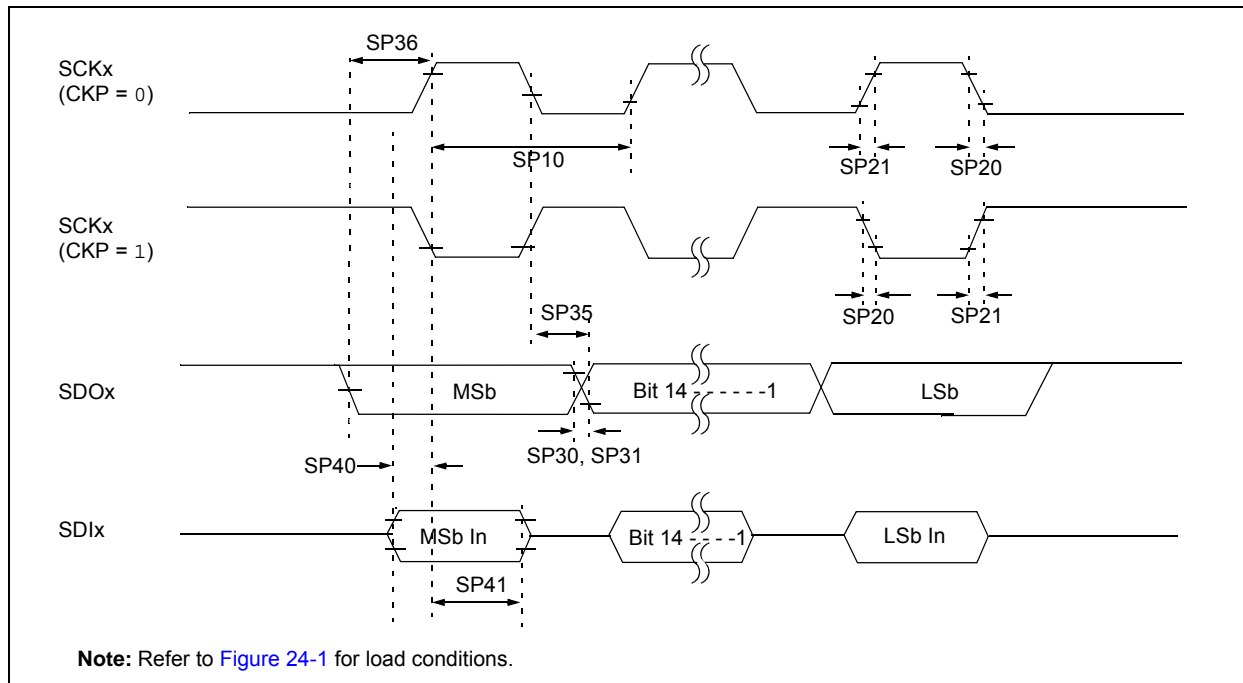 SP36
SCKx
(CKP = 0)
SP10
SP21
SP20
SCKx
(CKP = 1)
SP35
SP20
SP21
SDOx
MSb
Bit 14 - - - - - -1
LSb
SP30, SP31
SP40
SDIx
MSb In
Bit 14 - - - - -1
LSb In
SP41
Note: Refer to Figure 24-1 for load conditions.